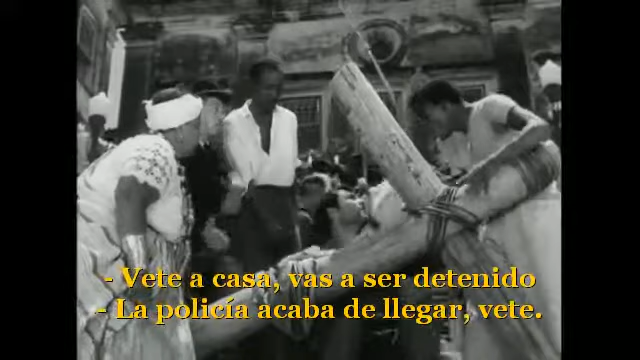 - Vete a casa, vas a ser detenido
- La policía acaba de llegar, vete.